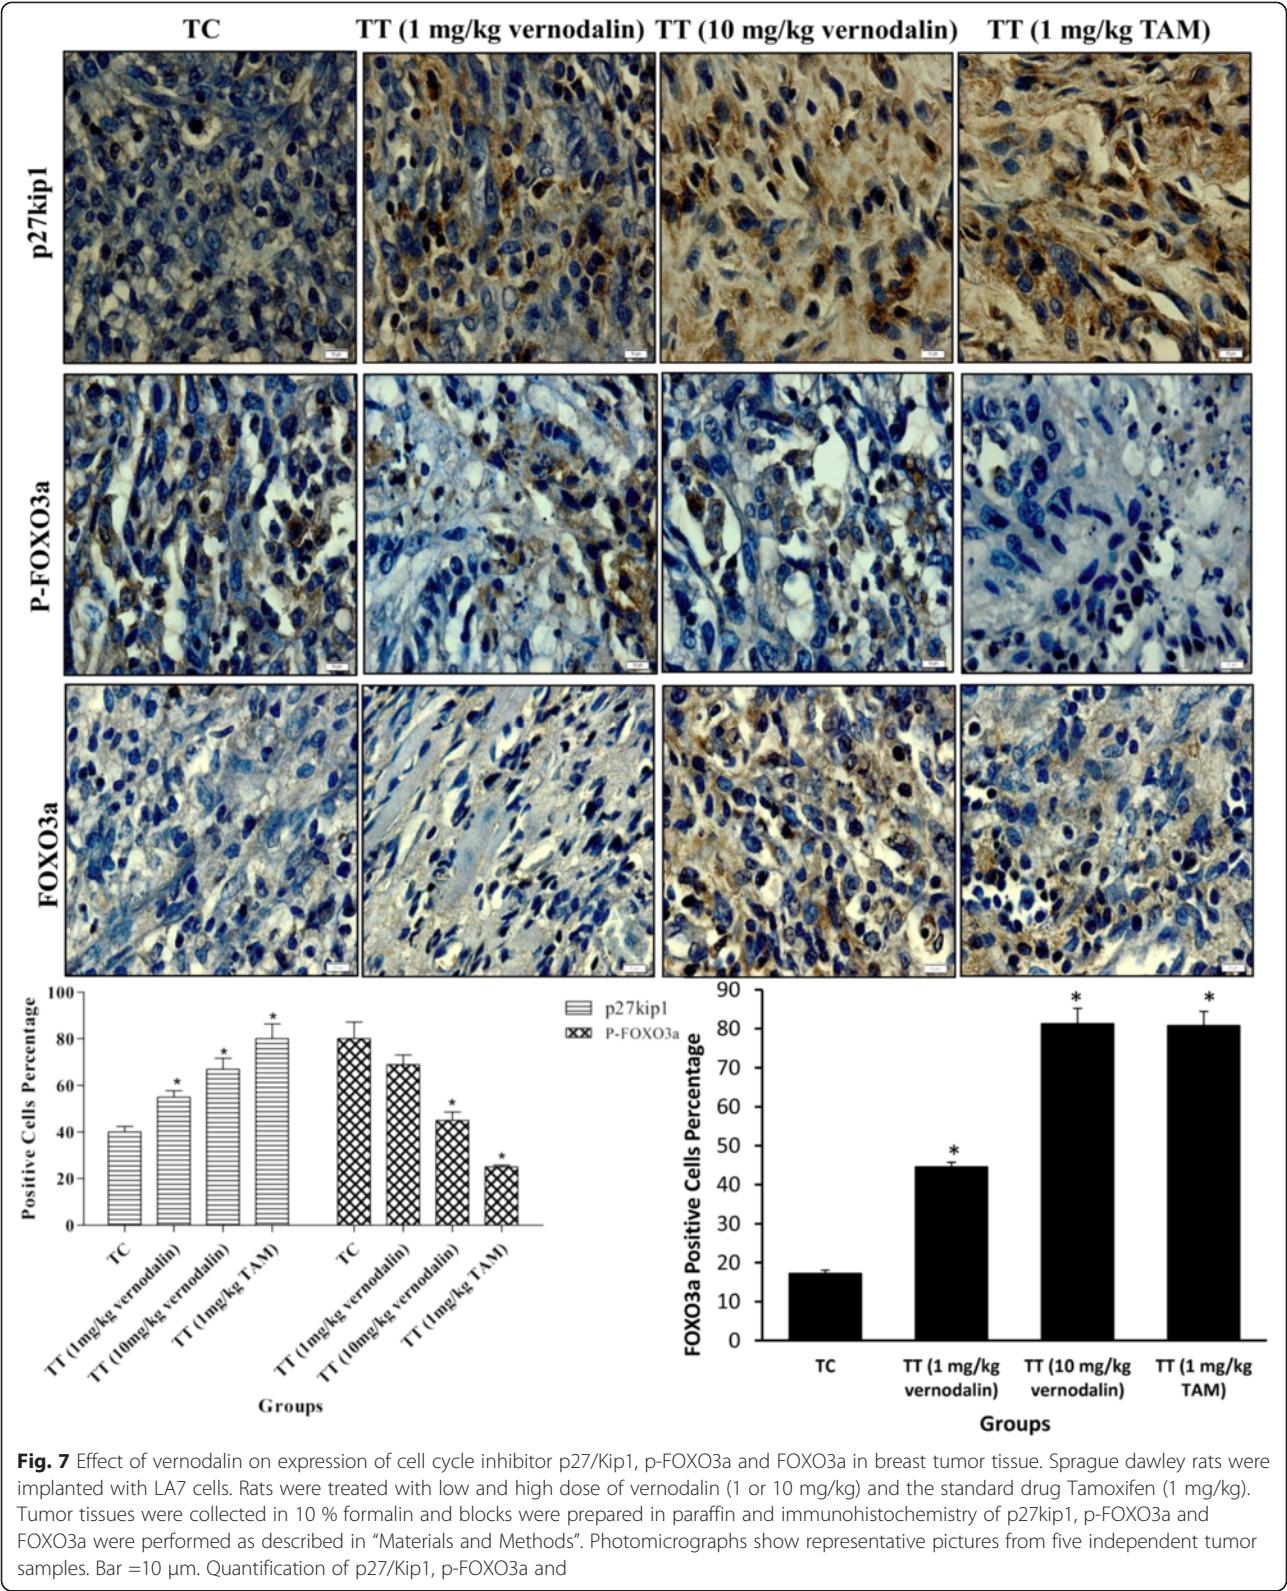 TC TT (1 mg/kg vernodalin) TT (10 mg/kg vernodalin) TT (1 mg/kg TAM)
p27kip1
P-FOXO3a
FOXO3a
Positive Cells Percentage
100
80
60
40
20
0
* * * * *
p27kip1
P-FOXO3a
TC
TT (1mg/kg vernodalin)
TT (10mg/kg vernodalin)
TT (1mg/kg TAM)
TC
TT (1mg/kg vernodalin)
TT (10mg/kg vernodalin)
TT (1mg/kg TAM)
Groups
FOXO3a Positive Cells Percentage
90
80
70
60
50
40
30
20
10
0
* * *
TC
TT (1 mg/kg
vernodalin)
TT (10 mg/kg
vernodalin)
TT (1 mg/kg
TAM)
Groups
Fig. 7 Effect of vernodalin on expression of cell cycle inhibitor p27/Kip1, p-FOXO3a and FOXO3a in breast tumor tissue. Sprague dawley rats were
implanted with LA7 cells. Rats were treated with low and high dose of vernodalin (1 or 10 mg/kg) and the standard drug Tamoxifen (1 mg/kg).
Tumor tissues were collected in 10 % formalin and blocks were prepared in paraffin and immunohistochemistry of p27kip1, p-FOXO3a and
FOXO3a were performed as described in “Materials and Methods”. Photomicrographs show representative pictures from five independent tumor
samples. Bar =10 μm. Quantification of p27/Kip1, p-FOXO3a and